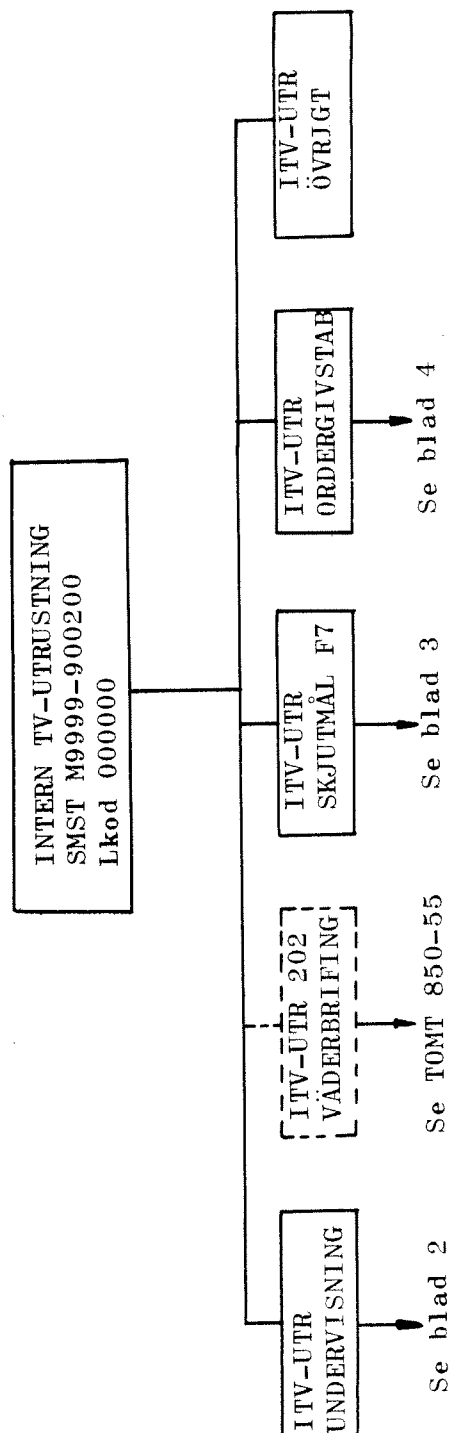 INTERN TV-UTRUSTNING
SMST M9999-900200
Lkod 000000
ITV-UTR
UNDERVISNING
Se blad 2
ITV-UTR 202
VÄDERBRIFING
Se TOMT 850-55
ITV-UTR
SKJUTMÅL F7
Se blad 3
ITV-UTR
ORDERGIVSTAB
Se blad 4
ITV-UTR
ÖVRIGT